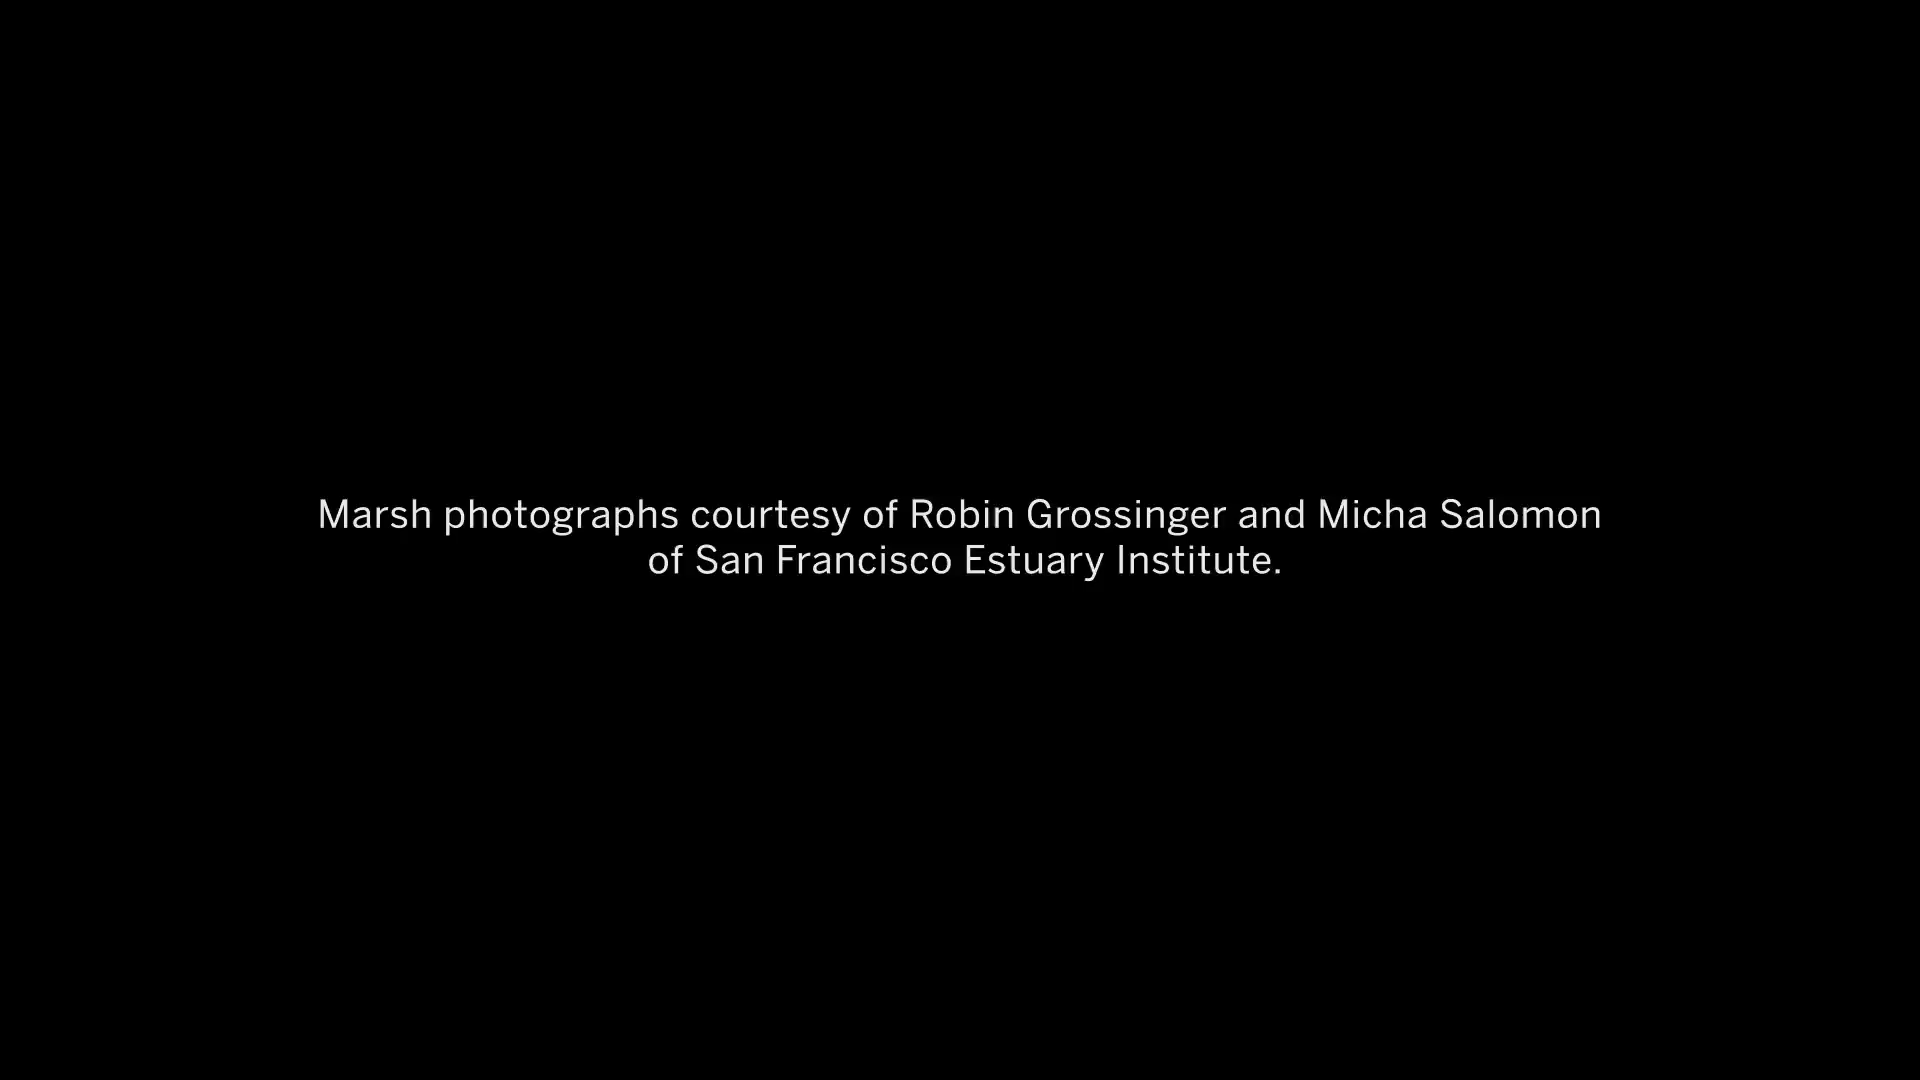 Marsh photographs courtesy of Robin Grossinger and Micha Salomon
of San Francisco Estuary Institute.